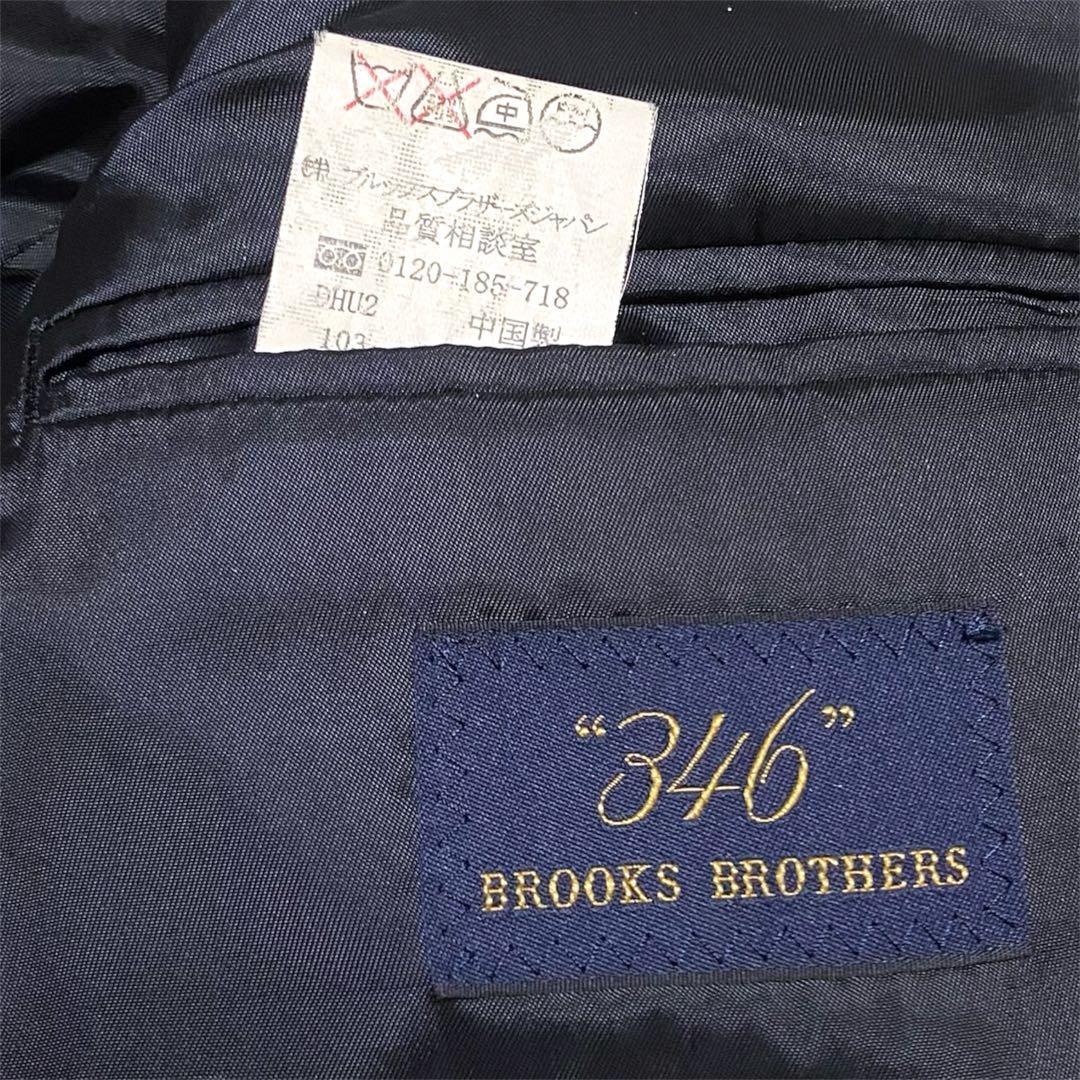 中
㈱ブルックスブラザーズジャパン
品質相談室
0120-185-718
DHU2
中国製
103
“346”
BROOKS BROTHERS